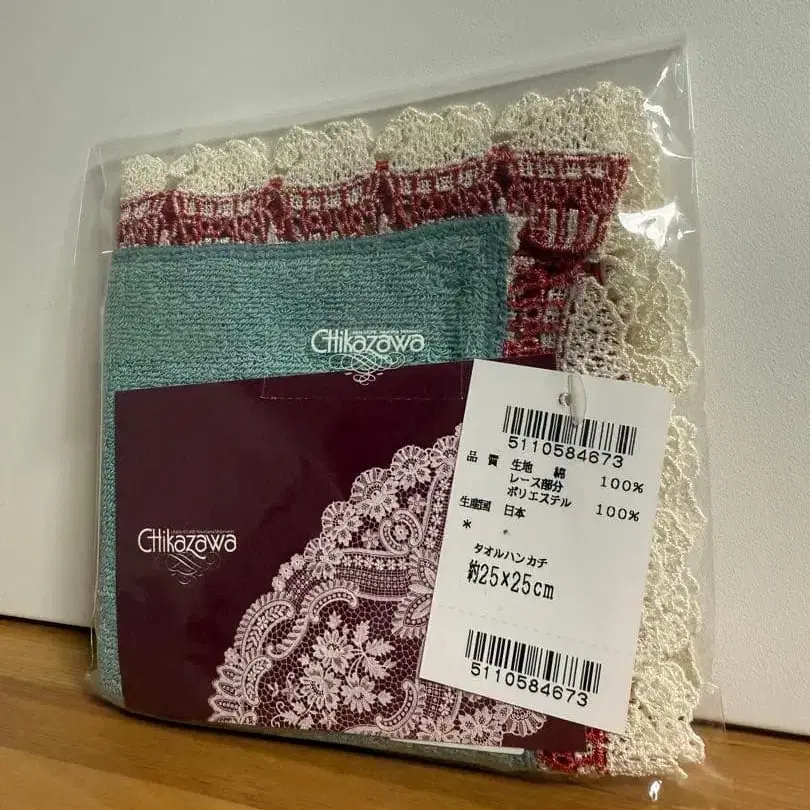 Chikazawa
Chikazawa
5110584673
品質 生地 綿 100%
レース部分
ポリエステル 100%
生産国 日本
*
タオルハンカチ
約25×25cm
5110584673